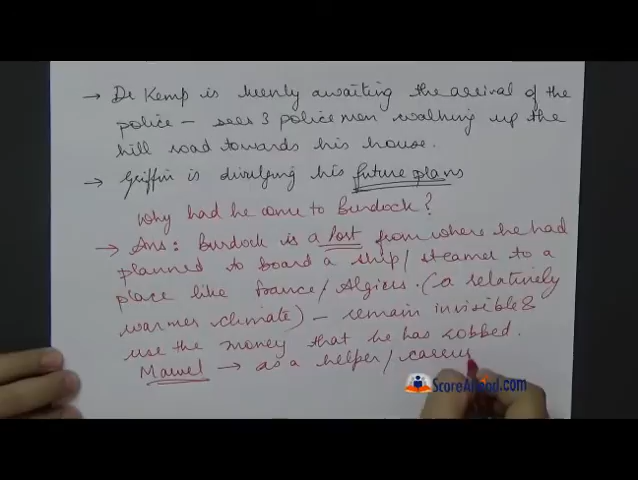 → Dr Kemp is keenly awaiting the arrival of the
police - sees 3 police men walking up the
hill road towards his house.
→ Griffin is divulging his future plans
Why had he come to Burdock?
→ Ans: Burdock is a Port from where he had
planned to board a ship/steamer to a
place like France/Algiers. (a relatively
warmer climate) - remain invisible &
use the money that he has robbed.
Marvel → as a helper/carrier
ScoreAhead.com